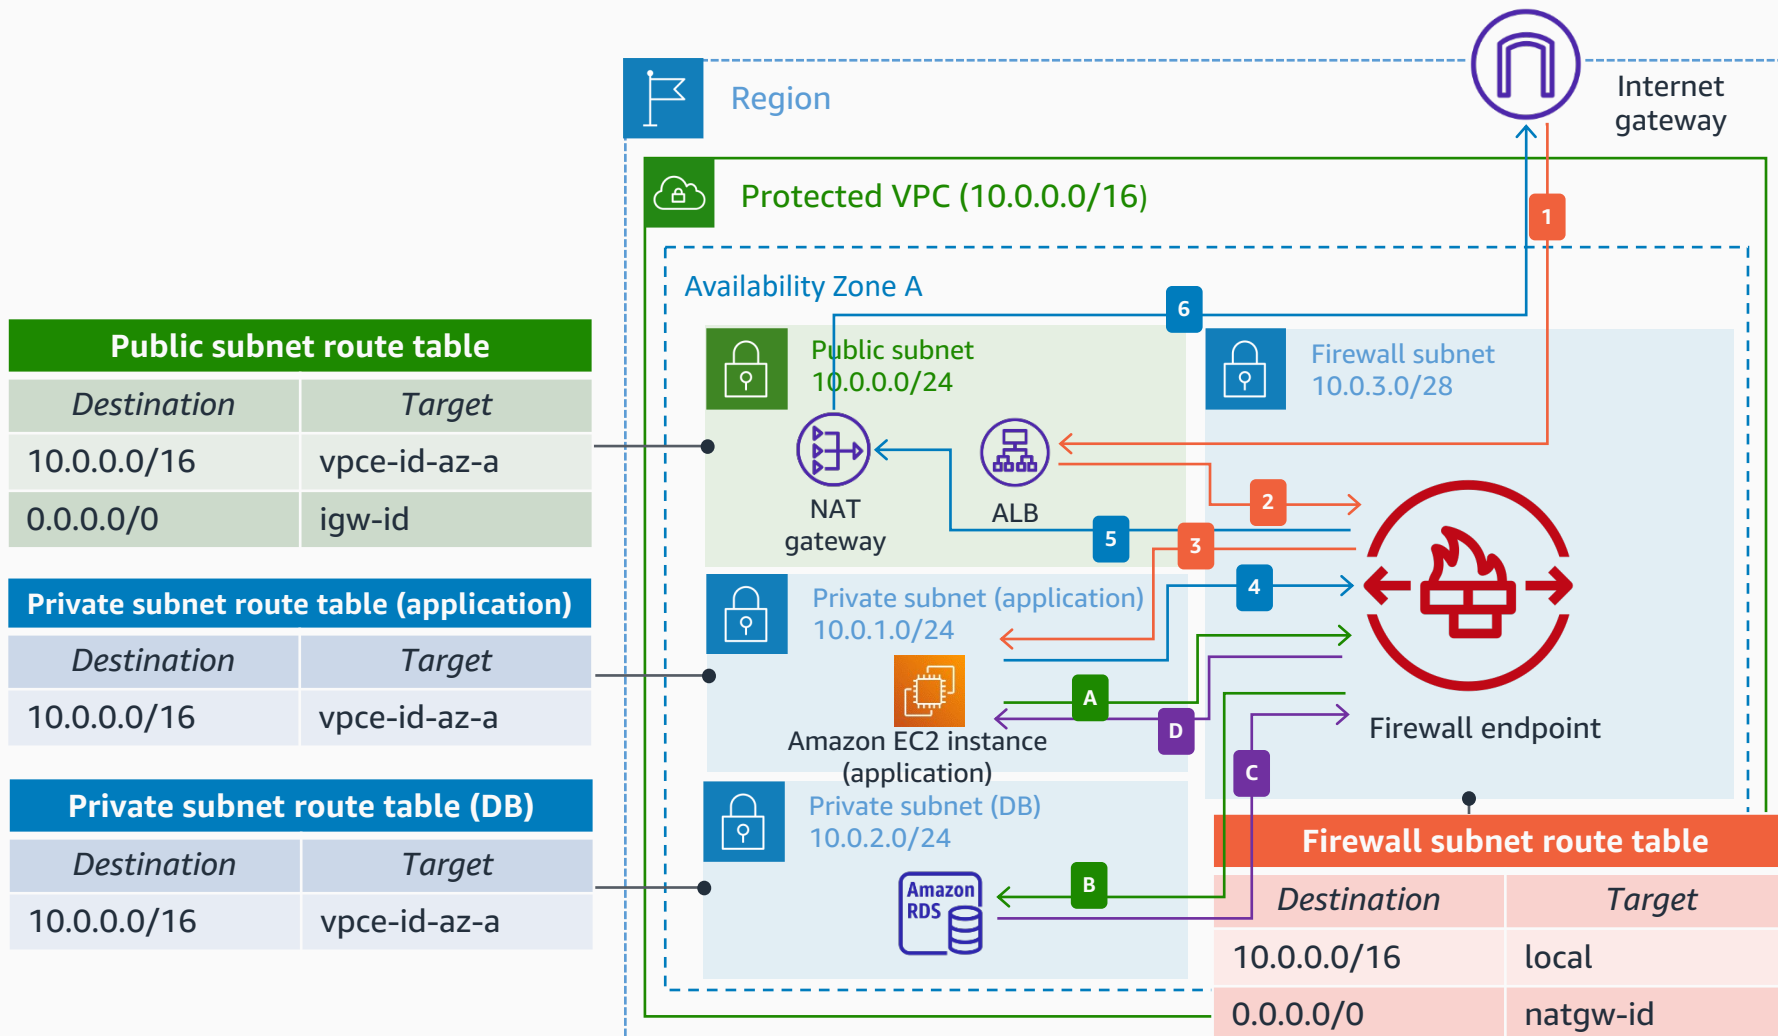 Region
Internet
gateway
Protected VPC (10.0.0.0/16)
1
Availability Zone A
6
Public subnet route table
Destination Target
10.0.0.0/16 vpce-id-az-a
0.0.0.0/0 igw-id
Public subnet
10.0.0.0/24
Firewall subnet
10.0.3.0/28
NAT
gateway
ALB
2
5
3
4
Private subnet route table (application)
Destination Target
10.0.0.0/16 vpce-id-az-a
Private subnet (application)
10.0.1.0/24
A
D
C
Amazon EC2 instance
(application)
Firewall endpoint
Private subnet route table (DB)
Destination Target
10.0.0.0/16 vpce-id-az-a
Private subnet (DB)
10.0.2.0/24
B
Amazon
RDS
Firewall subnet route table
Destination Target
10.0.0.0/16 local
0.0.0.0/0 natgw-id